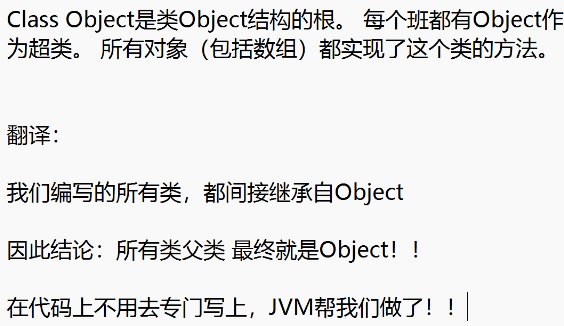 Class Object是类Object结构的根。 每个班都有Object作
为超类。 所有对象（包括数组）都实现了这个类的方法。
翻译：
我们编写的所有类，都间接继承自Object
因此结论：所有类父类 最终就是Object！！
在代码上不用去专门写上，JVM帮我们做了！！